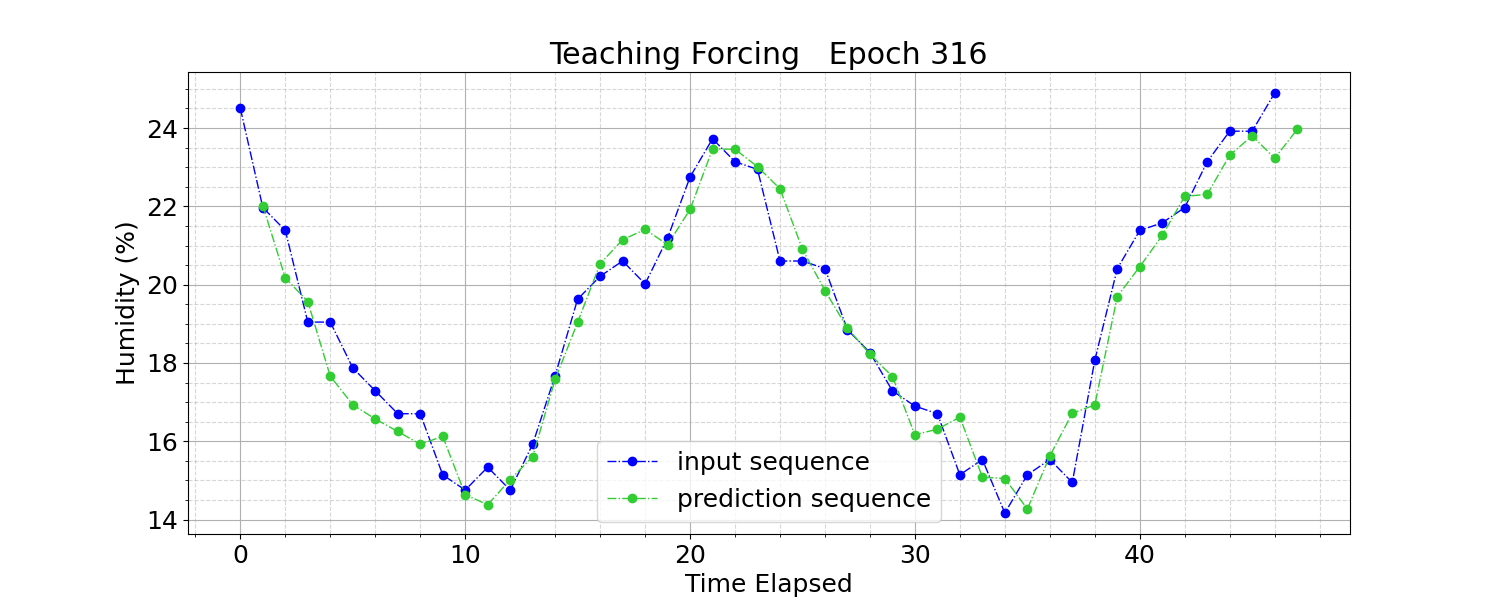 Teaching Forcing   Epoch 316
Humidity (%)
24
22
20
18
16
14
input sequence
prediction sequence
0 10 20 30 40
Time Elapsed